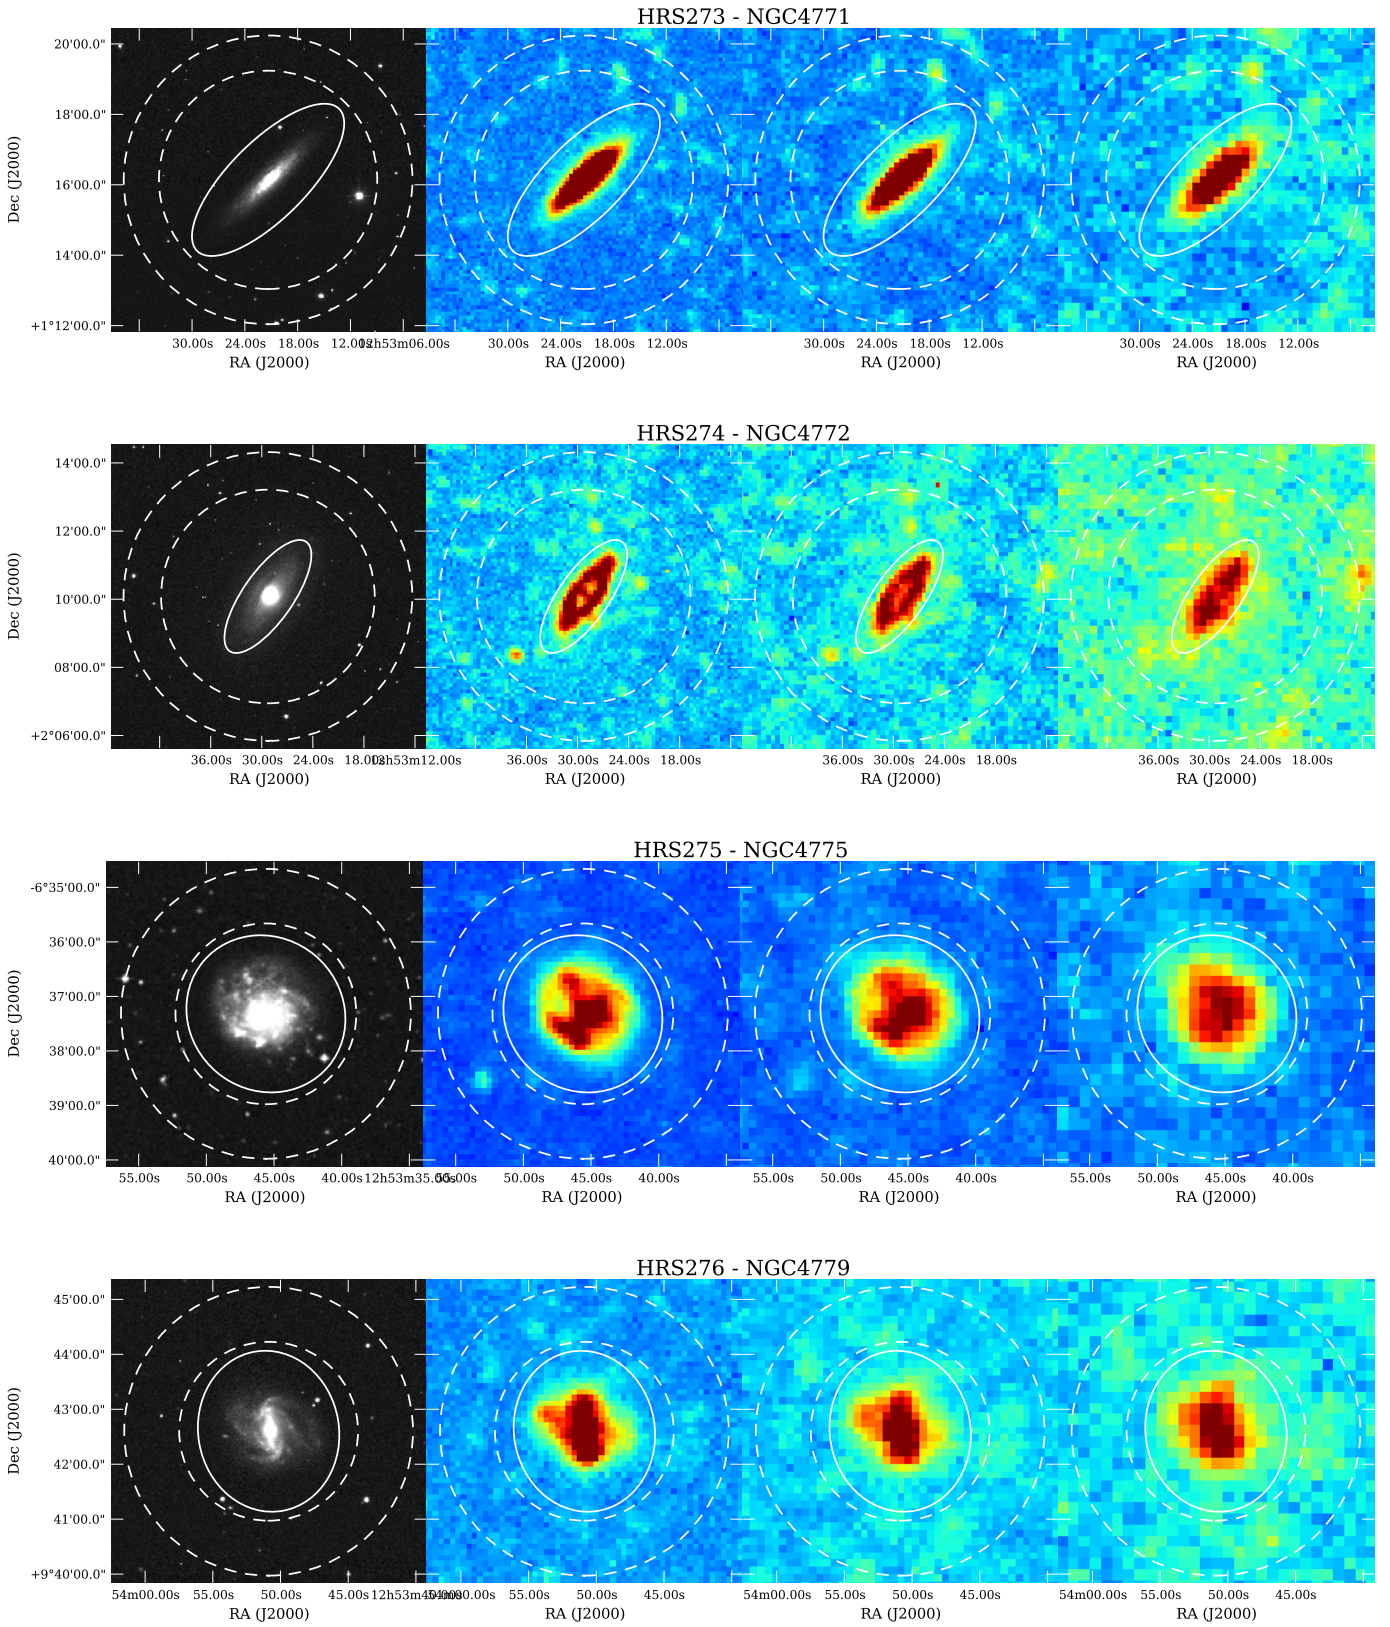 HRS273 - NGC4771
Dec (J2000)
20'00.0"
18'00.0"
16'00.0"
14'00.0"
+1°12'00.0"
30.00s 24.00s 18.00s 12.00s 12h53m06.00s 30.00s 24.00s 18.00s 12.00s 30.00s 24.00s 18.00s 12.00s 30.00s 24.00s 18.00s 12.00s
RA (J2000) RA (J2000) RA (J2000) RA (J2000)
HRS274 - NGC4772
Dec (J2000)
14'00.0"
12'00.0"
10'00.0"
08'00.0"
+2°06'00.0"
36.00s 30.00s 24.00s 18.00s 12h53m12.00s 36.00s 30.00s 24.00s 18.00s 36.00s 30.00s 24.00s 18.00s 36.00s 30.00s 24.00s 18.00s
RA (J2000) RA (J2000) RA (J2000) RA (J2000)
HRS275 - NGC4775
Dec (J2000)
-6°35'00.0"
36'00.0"
37'00.0"
38'00.0"
39'00.0"
40'00.0"
55.00s 50.00s 45.00s 40.00s 12h53m35.00s 55.00s 50.00s 45.00s 40.00s 55.00s 50.00s 45.00s 40.00s 55.00s 50.00s 45.00s 40.00s
RA (J2000) RA (J2000) RA (J2000) RA (J2000)
HRS276 - NGC4779
Dec (J2000)
45'00.0"
44'00.0"
43'00.0"
42'00.0"
41'00.0"
+9°40'00.0"
54m00.00s 55.00s 50.00s 45.00s 12h53m40.00s 54m00.00s 55.00s 50.00s 45.00s 54m00.00s 55.00s 50.00s 45.00s 54m00.00s 55.00s 50.00s 45.00s
RA (J2000) RA (J2000) RA (J2000) RA (J2000)